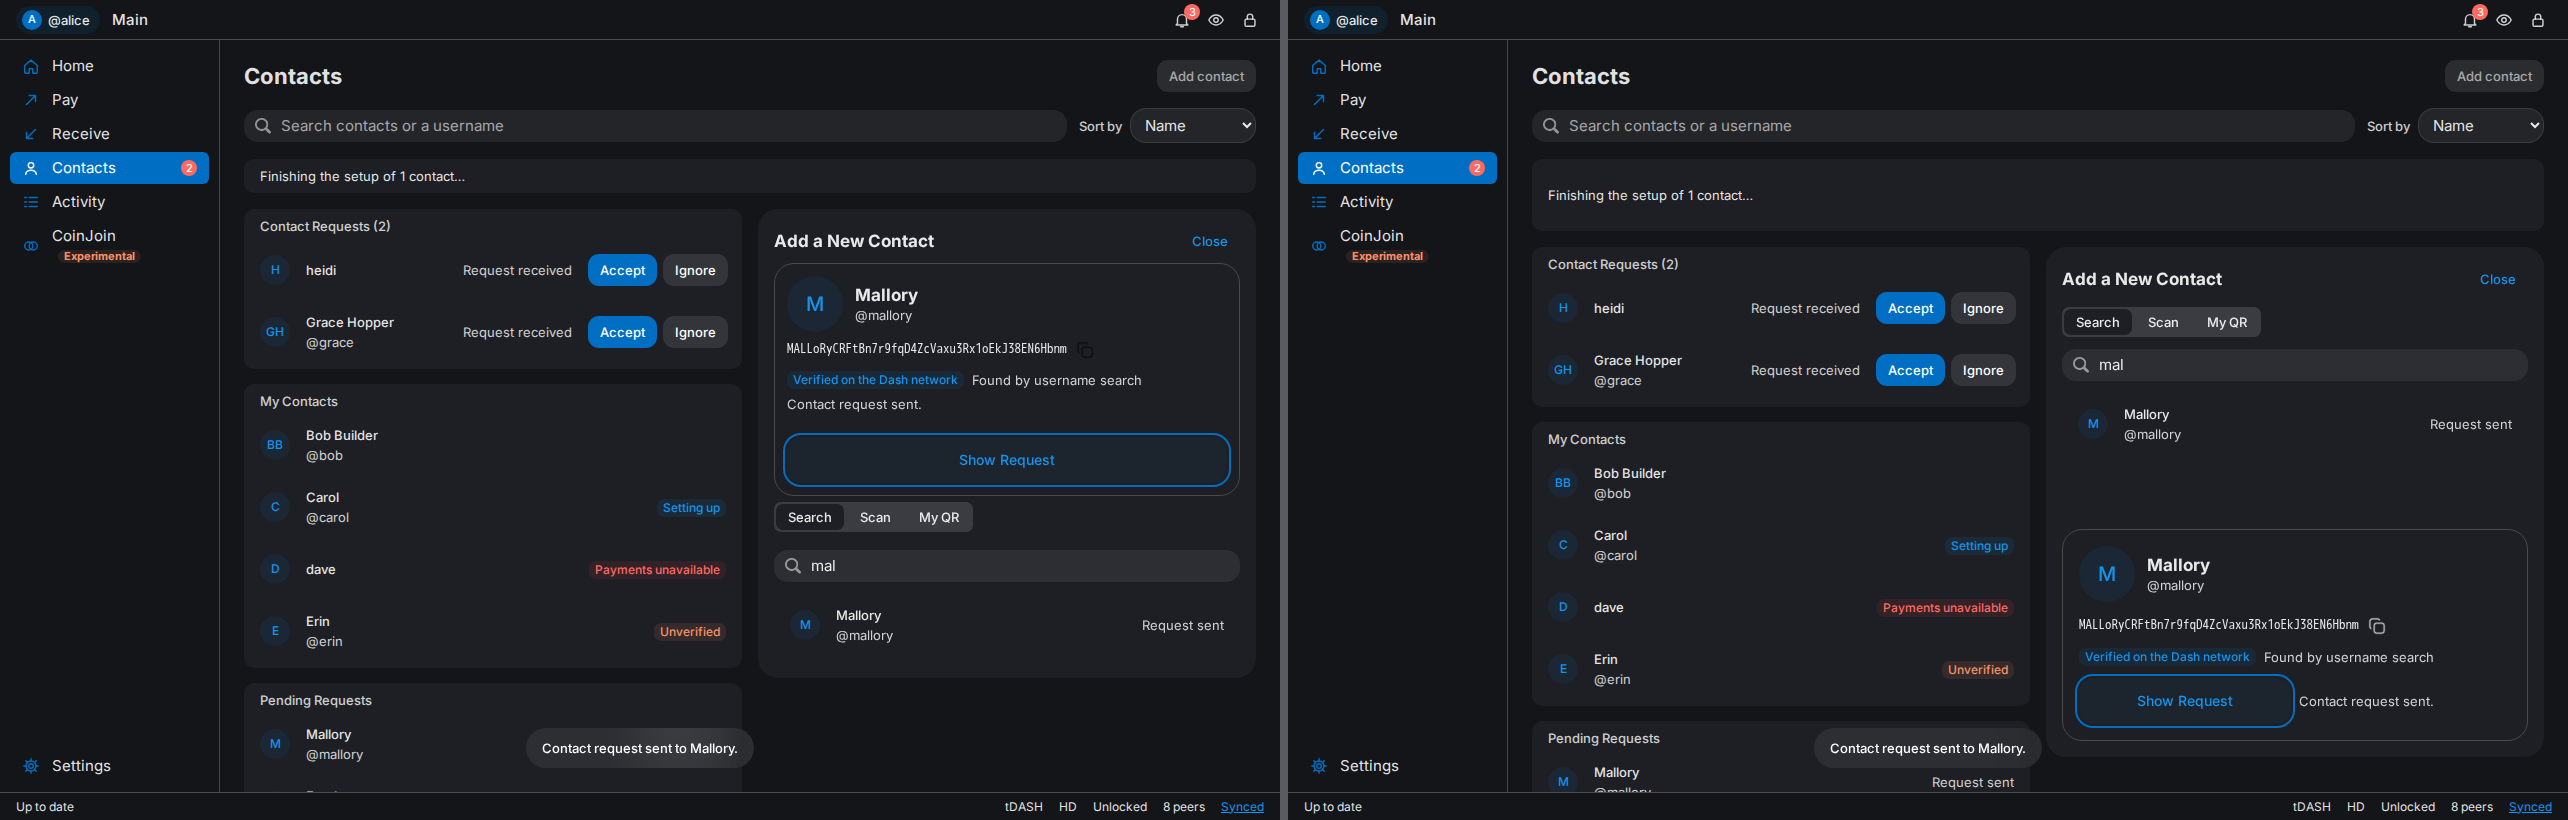 A @alice Main 3
Home
Pay
Receive
Contacts 2
Activity
CoinJoin
Experimental
Settings
Contacts
Add contact
Search contacts or a username
Sort by Name
Finishing the setup of 1 contact...
Contact Requests (2)
H heidi Request received Accept Ignore
GH Grace Hopper
@grace
Request received Accept Ignore
My Contacts
BB Bob Builder
@bob
C Carol
@carol
Setting up
D dave Payments unavailable
E Erin
@erin
Unverified
Pending Requests
M Mallory
@mallory
Add a New Contact Close
M Mallory
@mallory
MALLoRyCRFtBn7r9fqD4ZcVaxu3Rx1oEkJ38EN6Hbnm
Verified on the Dash network Found by username search
Contact request sent.
Show Request
Search Scan My QR
mal
M Mallory
@mallory
Request sent
Contact request sent to Mallory.
Up to date tDASH HD Unlocked 8 peers Synced
A @alice Main 3
Home
Pay
Receive
Contacts 2
Activity
CoinJoin
Experimental
Settings
Contacts
Add contact
Search contacts or a username
Sort by Name
Finishing the setup of 1 contact...
Contact Requests (2)
H heidi Request received Accept Ignore
GH Grace Hopper
@grace
Request received Accept Ignore
My Contacts
BB Bob Builder
@bob
C Carol
@carol
Setting up
D dave Payments unavailable
E Erin
@erin
Unverified
Pending Requests
M Mallory
@mallory
Request sent
Add a New Contact Close
Search Scan My QR
mal
M Mallory
@mallory
Request sent
M Mallory
@mallory
MALLoRyCRFtBn7r9fqD4ZcVaxu3Rx1oEkJ38EN6Hbnm
Verified on the Dash network Found by username search
Show Request Contact request sent.
Contact request sent to Mallory.
Up to date tDASH HD Unlocked 8 peers Synced